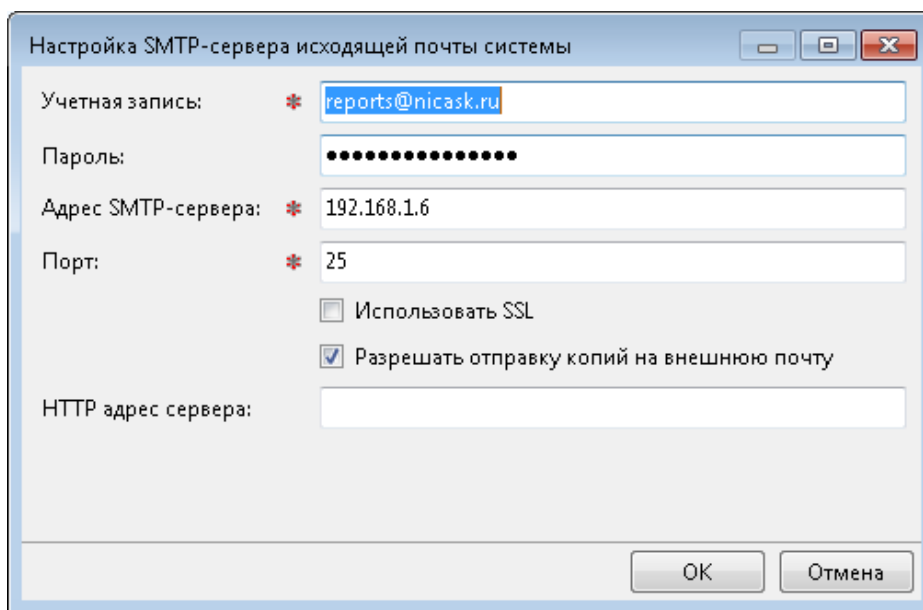 Настройка SMTP-сервера исходящей почты системы
Учетная запись: * reports@nicask.ru
Пароль: •••••••••••••••
Адрес SMTP-сервера: * 192.168.1.6
Порт: * 25
Использовать SSL
Разрешать отправку копий на внешнюю почту
HTTP адрес сервера:
OK Отмена